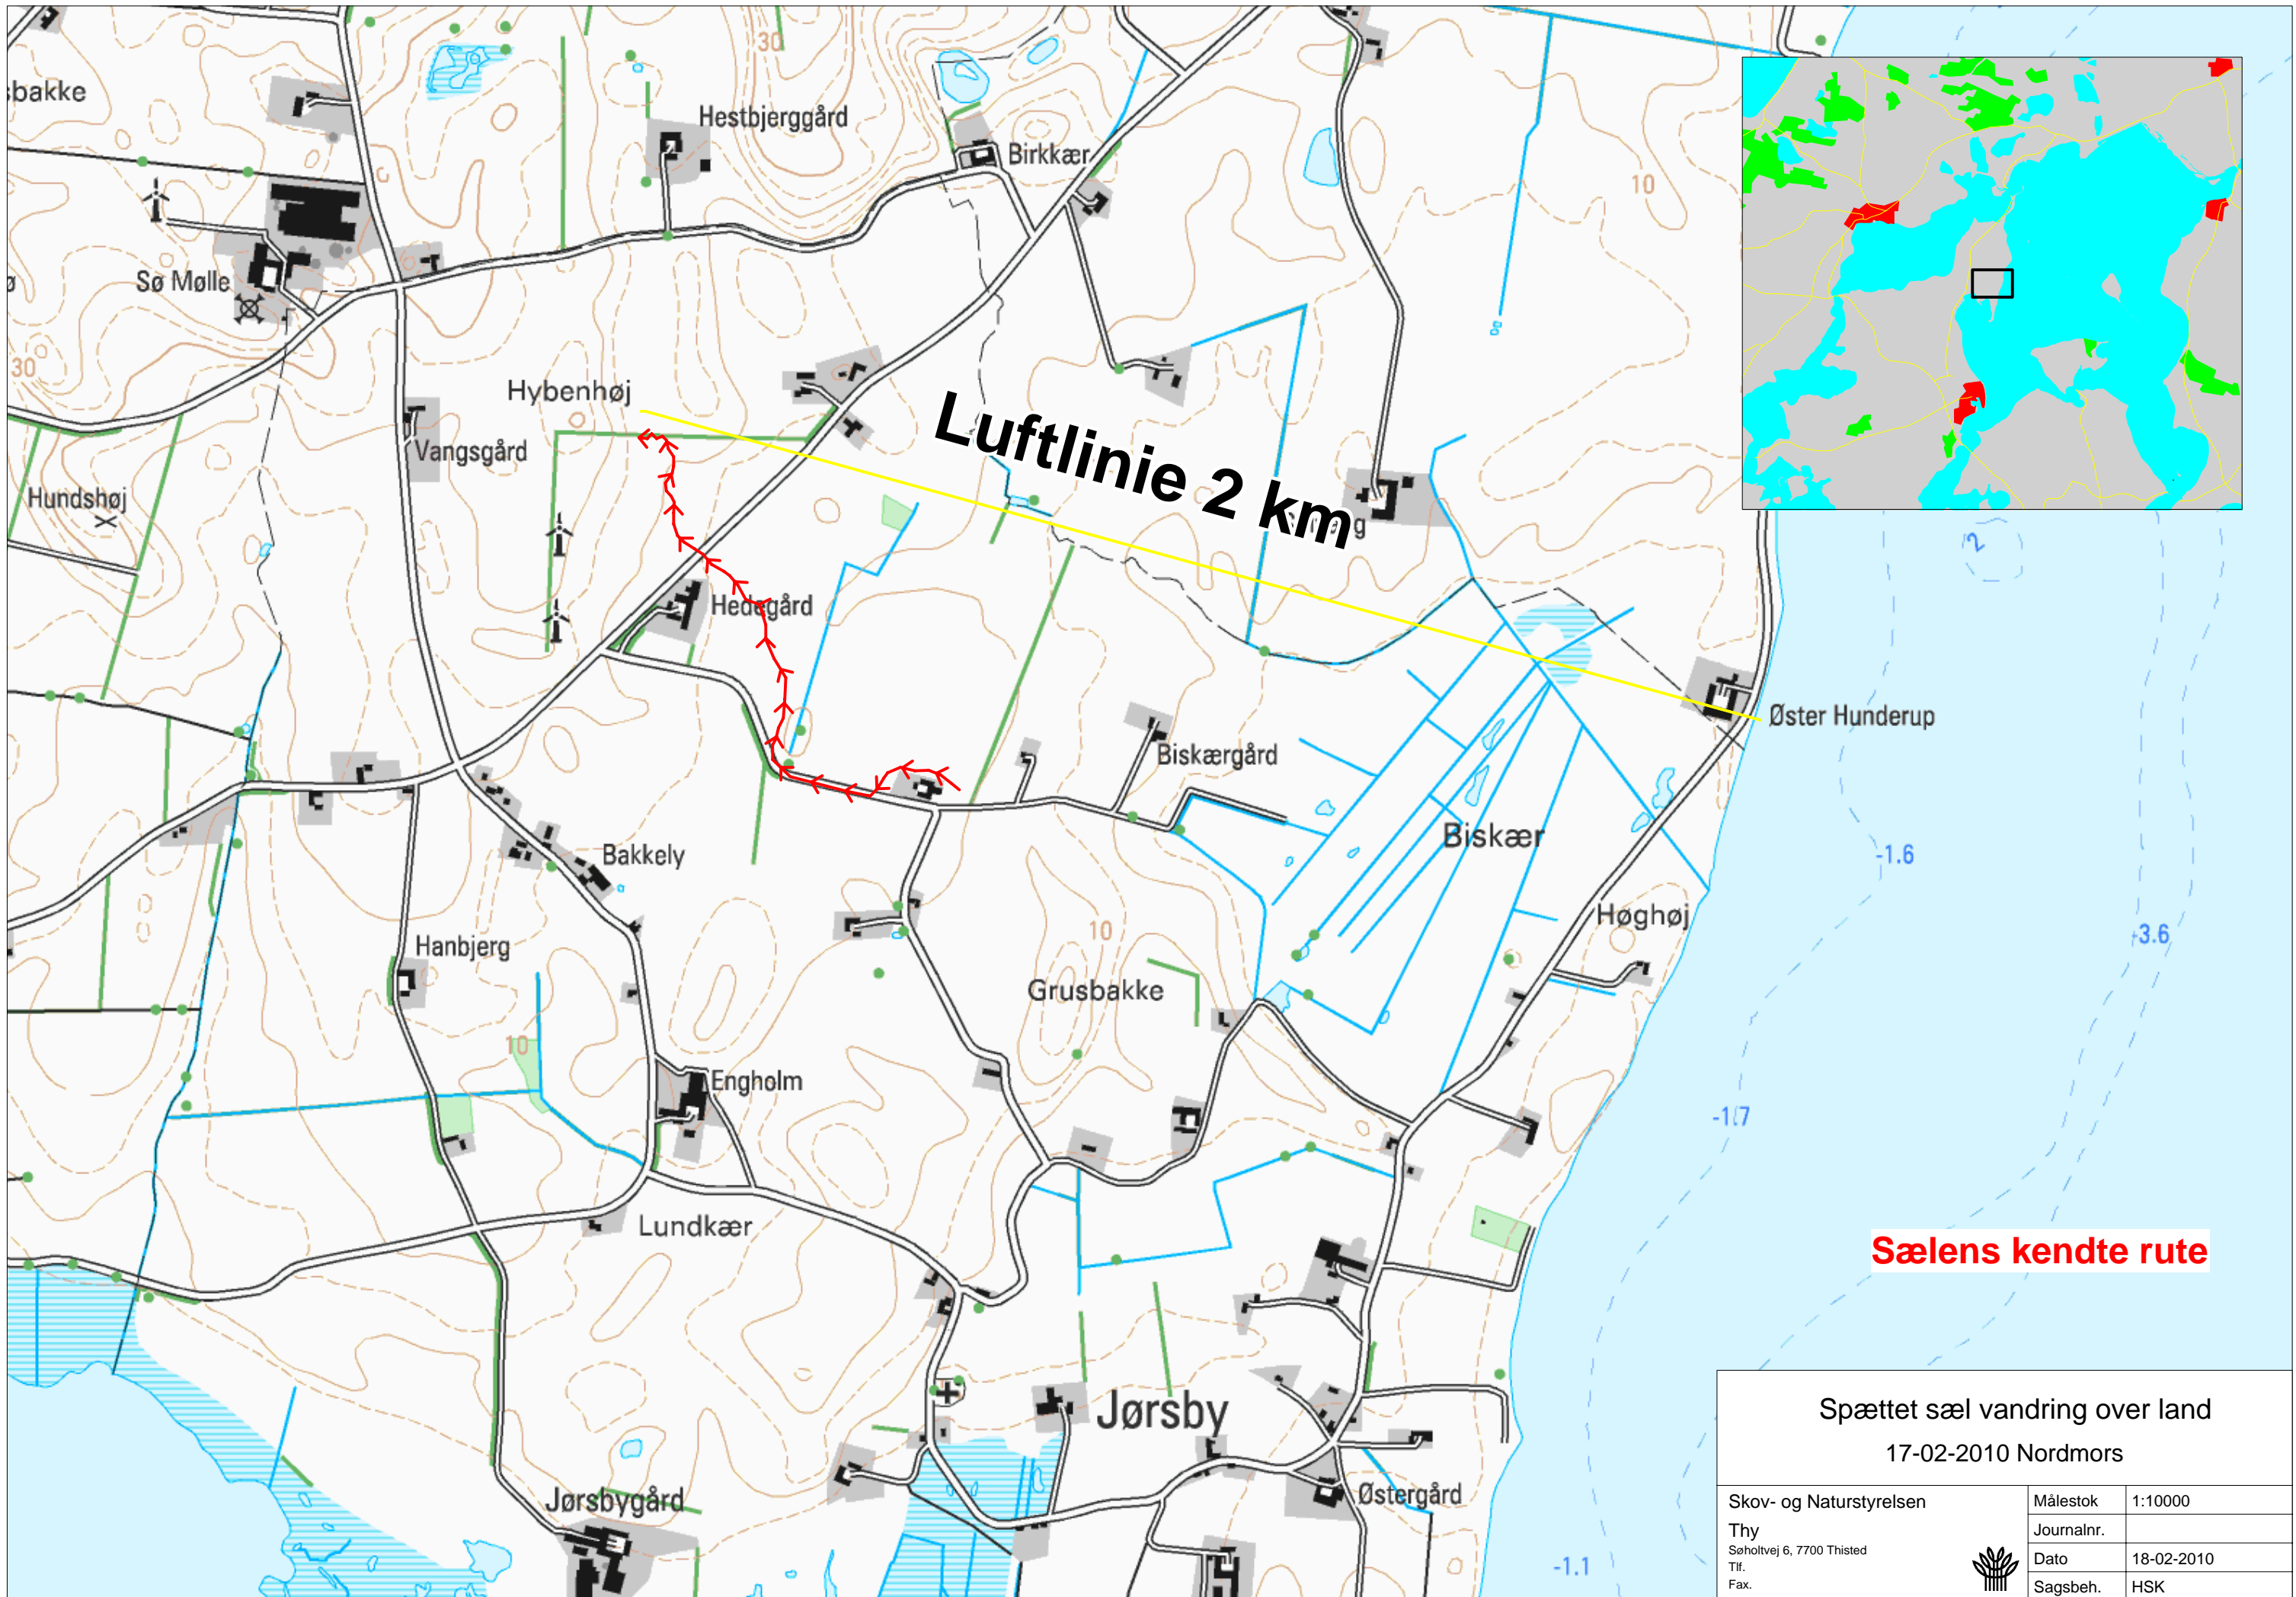 30
sbakke
Hestbjerggård
Birkkær
10
Sø Mølle
30
Hybenhøj
Luftlinie 2 km
Vangsgård
Hundshøj
g
2
Hedegård
Øster Hunderup
Biskærgård
Biskær
Bakkely
-1.6
Høghøj
10
-3.6
Hanbjerg
Grusbakke
10
Engholm
-1.7
Lundkær
Sælens kendte rute
Jørsby
Jørsbygård
Østergård
-1.1
Spættet sæl vandring over land
17-02-2010 Nordmors
Skov- og Naturstyrelsen
Thy
Søholtvej 6, 7700 Thisted
Tlf.
Fax.
Målestok 1:10000
Journalnr.
Dato 18-02-2010
Sagsbeh. HSK